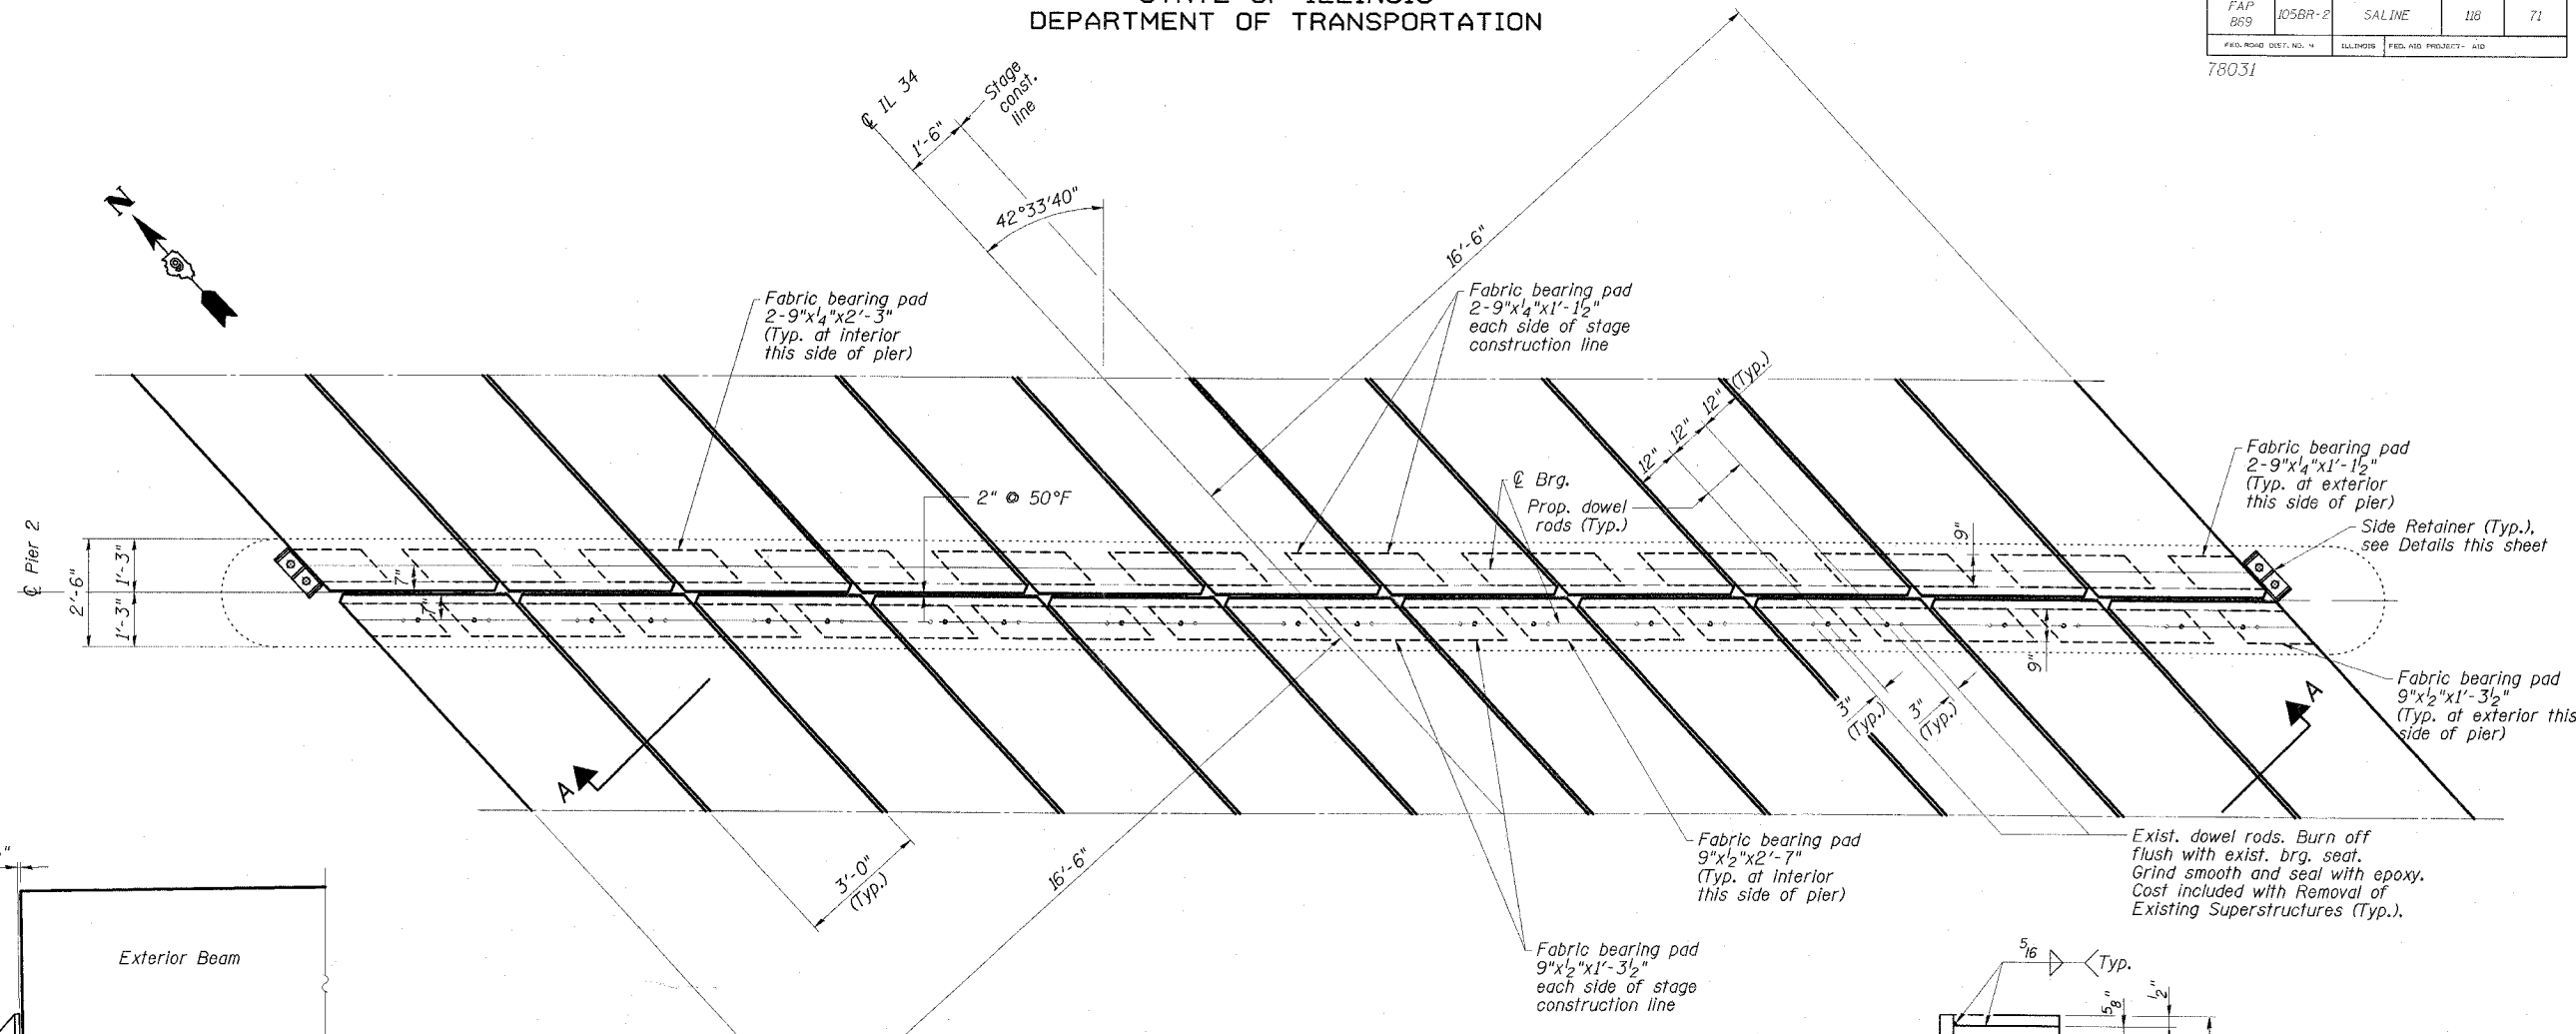 STATE OF ILLINOIS
DEPARTMENT OF TRANSPORTATION
FAP 869
105BR-2
SALINE
118
71
FED. ROAD DIST. NO. 4
ILLINOIS
FED. AID PROJECT- AID
78031
℄ IL 34
1'-6"
Stage
const.
line
42°33'40"
16'-6"
N
Fabric bearing pad
2-9"x¼"x2'-3"
(Typ. at interior
this side of pier)
Fabric bearing pad
2-9"x¼"x1'-1½"
each side of stage
construction line
12"
12"
12"
(Typ.)
2" @ 50°F
℄ Brg.
Prop. dowel
rods (Typ.)
Fabric bearing pad
2-9"x¼"x1'-1½"
(Typ. at exterior
this side of pier)
Side Retainer (Typ.),
see Details this sheet
℄ Pier 2
2'-6"
1'-3"
1'-3"
7"
7"
9"
9"
3"
(Typ.)
3"
(Typ.)
Fabric bearing pad
9"x½"x1'-3½"
(Typ. at exterior this
side of pier)
A
A
3'-0"
(Typ.)
16'-6"
Fabric bearing pad
9"x½"x2'-7"
(Typ. at interior
this side of pier)
Exist. dowel rods. Burn off
flush with exist. brg. seat.
Grind smooth and seal with epoxy.
Cost included with Removal of
Existing Superstructures (Typ.).
Fabric bearing pad
9"x½"x1'-3½"
each side of stage
construction line
Exterior Beam
5/16
Typ.
5/8"
½"